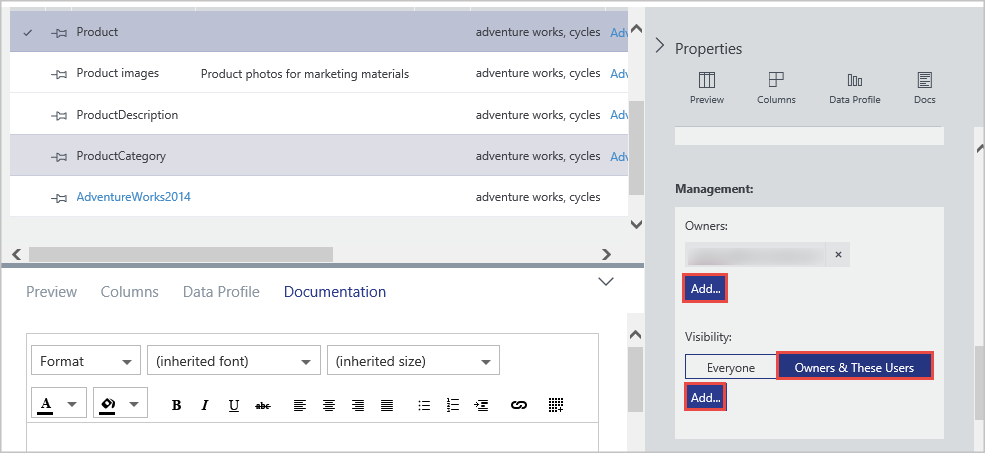 Product adventure works, cycles Adv
Product images Product photos for marketing materials adventure works, cycles Adv
ProductDescription adventure works, cycles Adv
ProductCategory adventure works, cycles Adv
AdventureWorks2014 adventure works, cycles
Preview Columns Data Profile Documentation
Format (inherited font) (inherited size)
A B I U abc
Properties
Preview Columns Data Profile Docs
Management:
Owners:
Add...
Visibility:
Everyone Owners & These Users
Add...